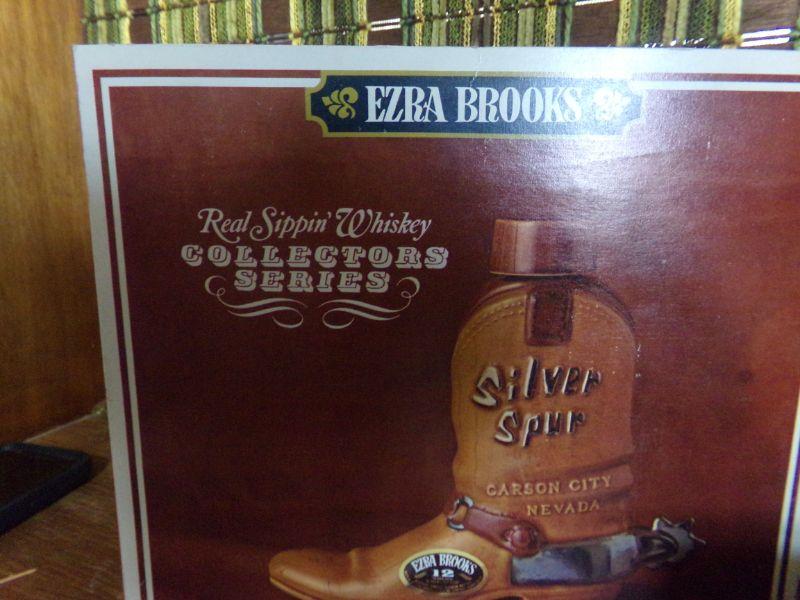 EZRA BROOKS
Real Sippin' Whiskey
COLLECTORS
SERIES
Silver
Spur
CARSON CITY
NEVADA
EZRA BROOKS
12